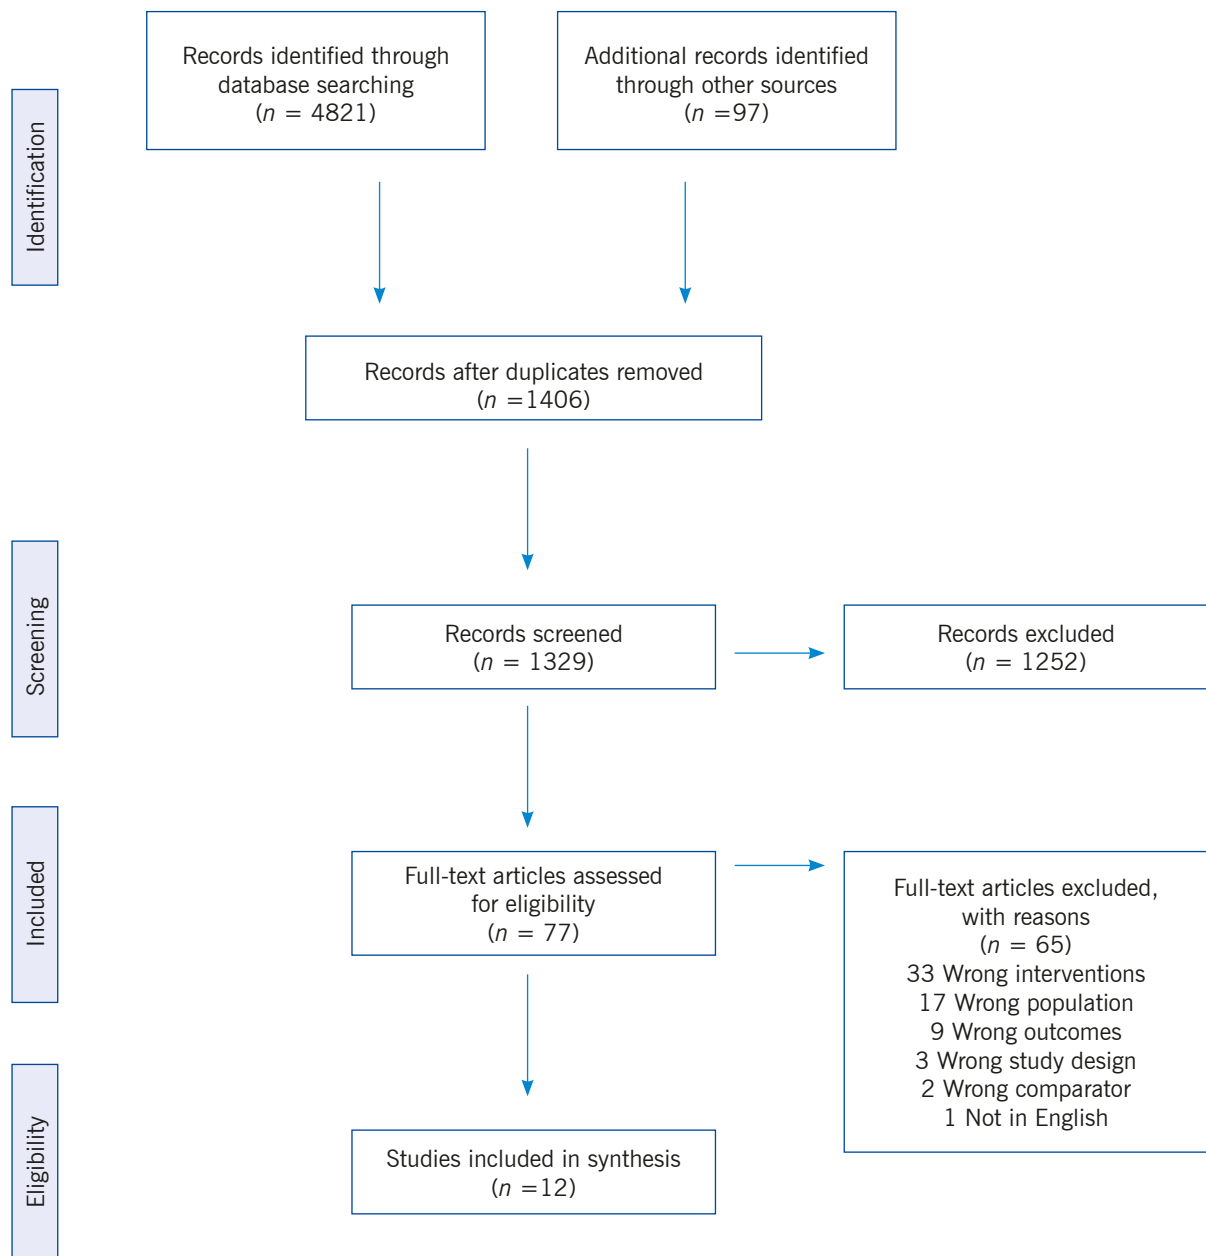 Identification
Records identified through
database searching
(n = 4821)
Additional records identified
through other sources
(n =97)
Records after duplicates removed
(n =1406)
Screening
Records screened
(n = 1329)
Records excluded
(n = 1252)
Included
Full-text articles assessed
for eligibility
(n = 77)
Full-text articles excluded,
with reasons
(n = 65)
33 Wrong interventions
17 Wrong population
9 Wrong outcomes
3 Wrong study design
2 Wrong comparator
1 Not in English
Eligibility
Studies included in synthesis
(n =12)